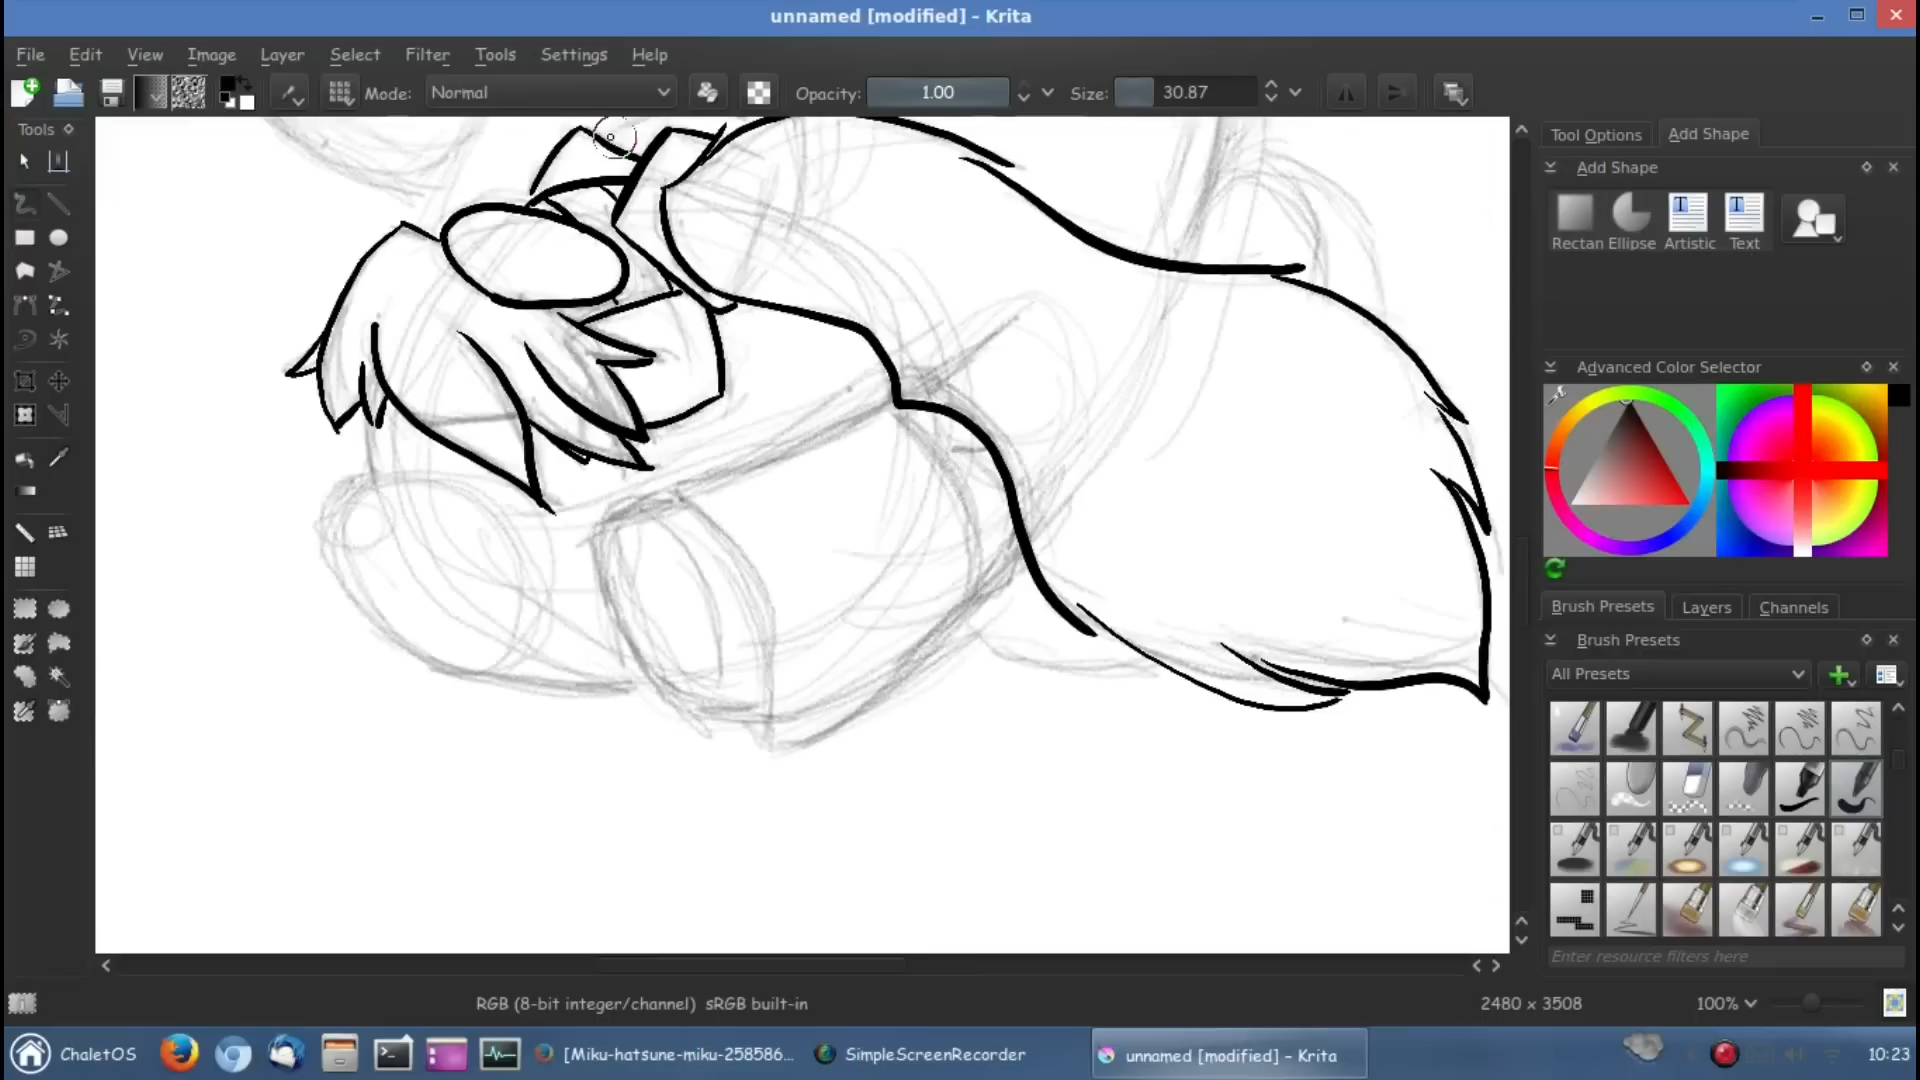 unnamed [modified] - Krita
File Edit View Image Layer Select Filter Tools Settings Help
Mode: Normal Opacity: 1.00 Size: 30.87
Tools
Tool Options Add Shape
Add Shape
T T
Rectan Ellipse Artistic Text
Advanced Color Selector
Brush Presets Layers Channels
Brush Presets
All Presets
Enter resource filters here
RGB (8-bit integer/channel) sRGB built-in 2480 x 3508 100%
ChaletOS [Miku-hatsune-miku-258586... SimpleScreenRecorder unnamed [modified] - Krita 10:23